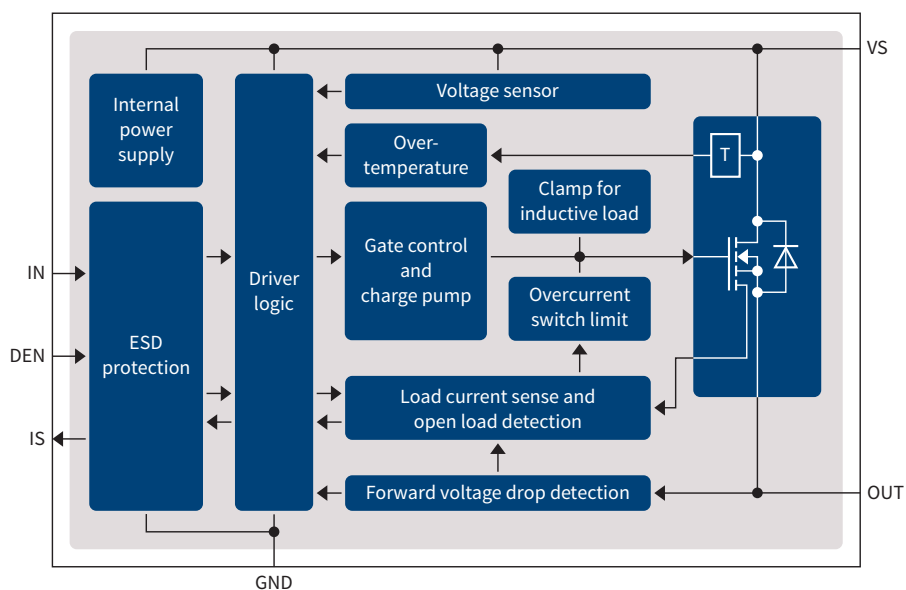 VS
Internal
power
supply
Voltage sensor
Over-
temperature
T
Clamp for
inductive load
IN
DEN
IS
ESD
protection
Driver
logic
Gate control
and
charge pump
Overcurrent
switch limit
Load current sense and
open load detection
Forward voltage drop detection
OUT
GND